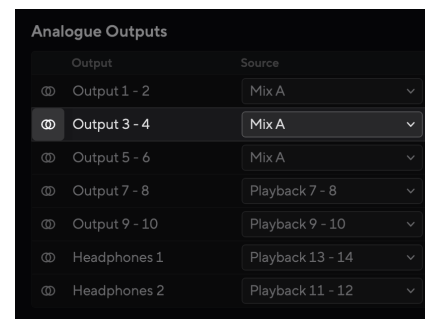 Analogue Outputs
Output Source
Output 1 - 2 Mix A
Output 3 - 4 Mix A
Output 5 - 6 Mix A
Output 7 - 8 Playback 7 - 8
Output 9 - 10 Playback 9 - 10
Headphones 1 Playback 13 - 14
Headphones 2 Playback 11 - 12